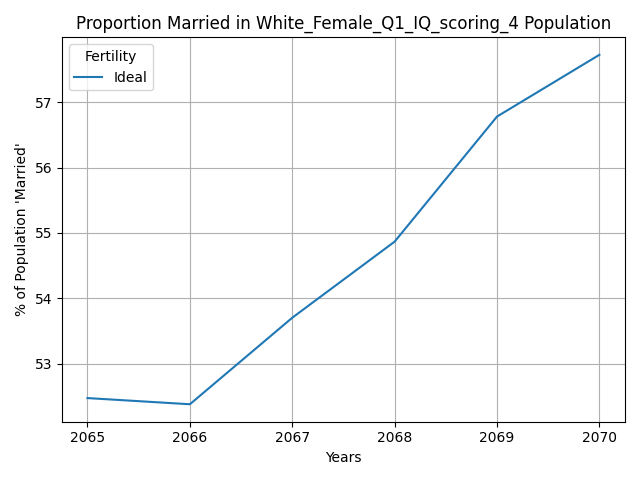 Proportion Married in White_Female_Q1_IQ_scoring_4 Population
Fertility
Ideal
% of Population 'Married'
57
56
55
54
53
2065 2066 2067 2068 2069 2070
Years